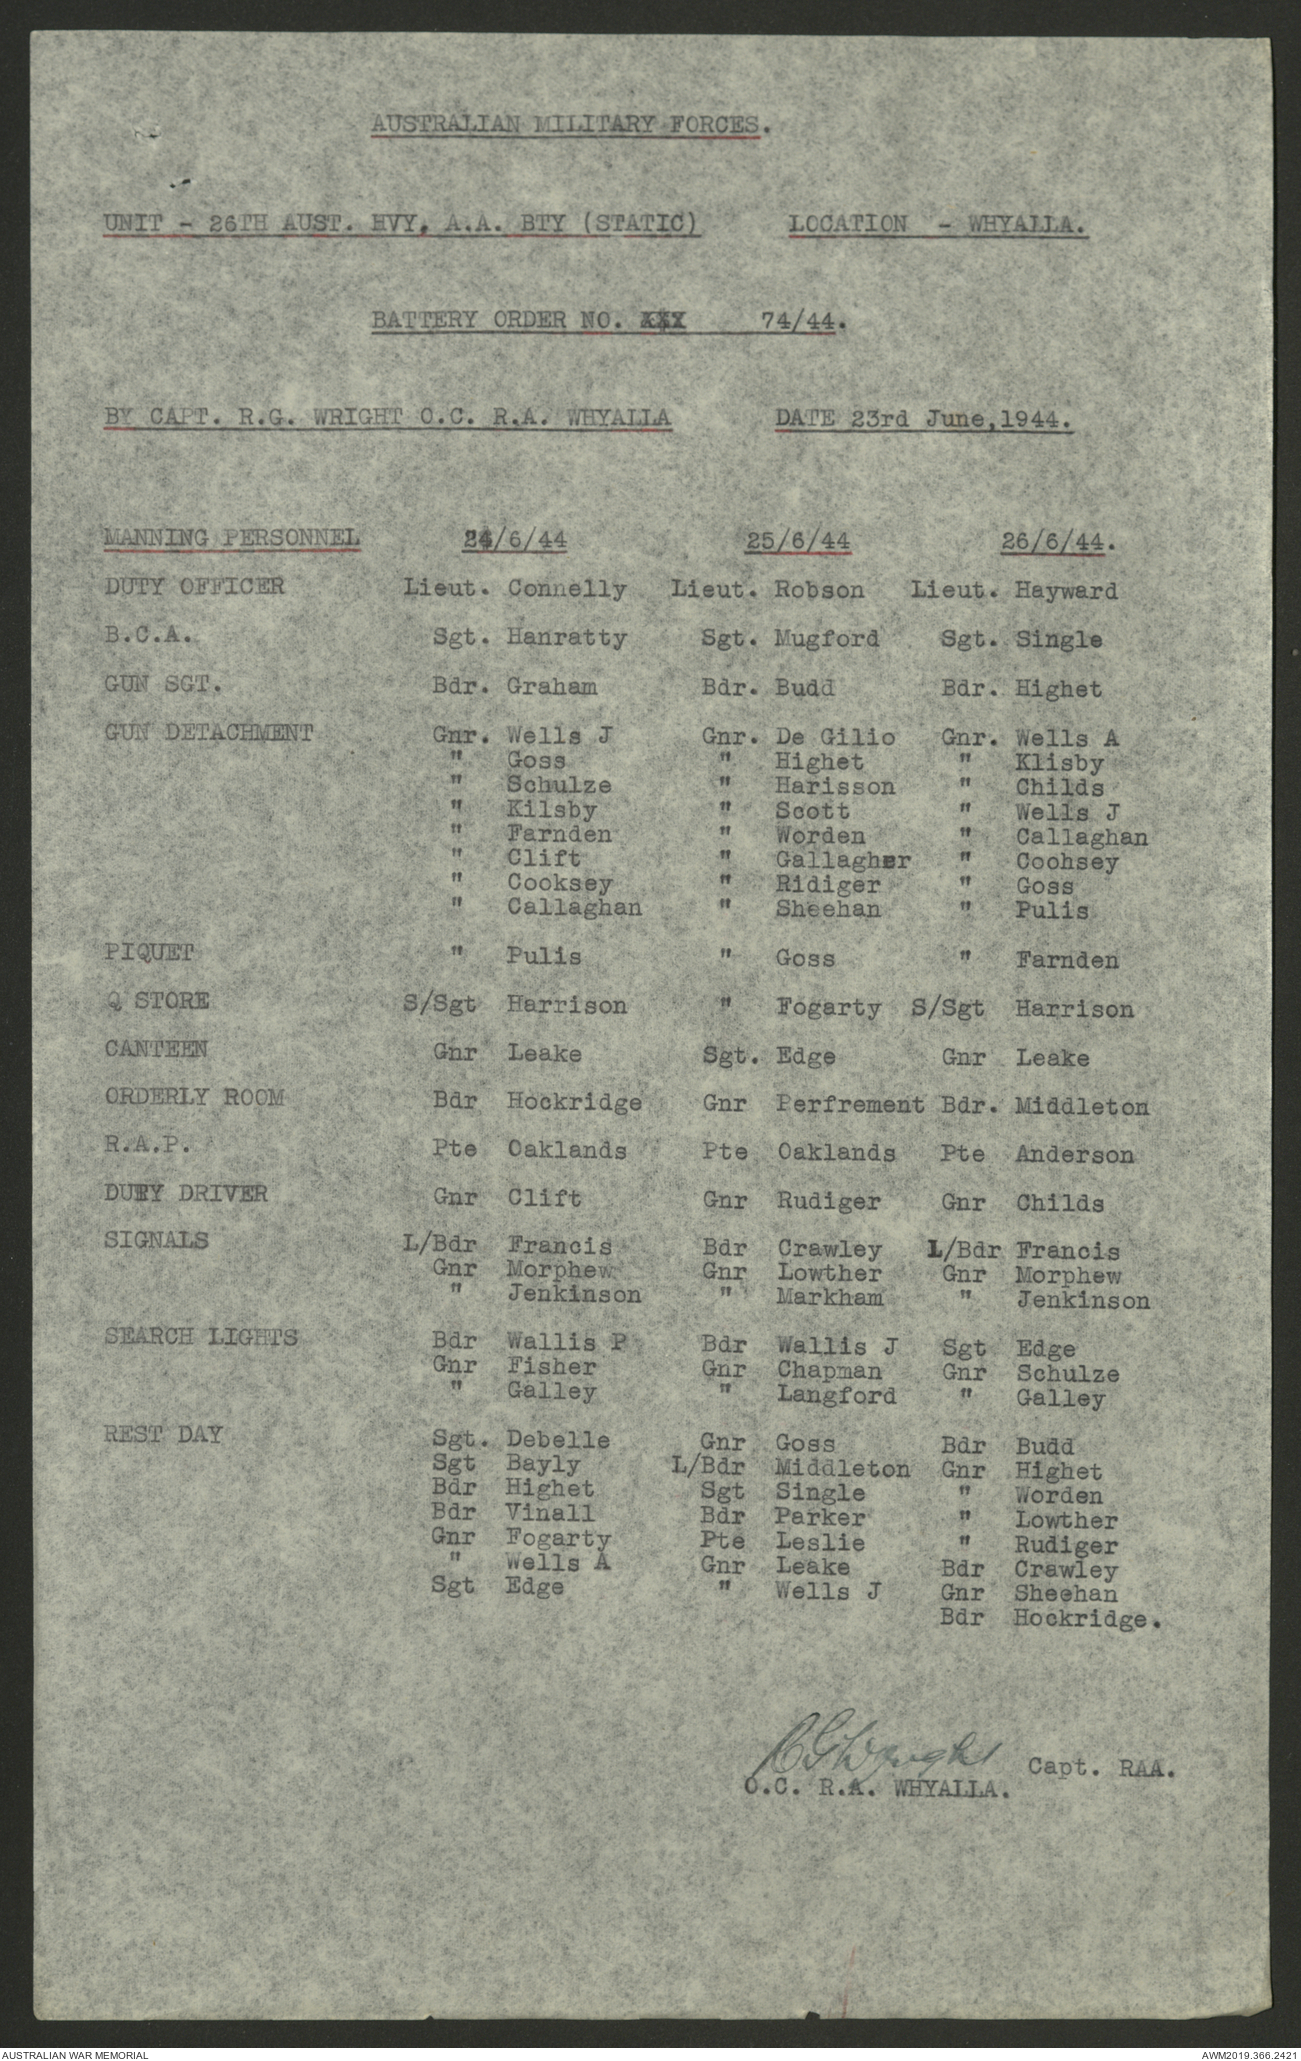 AUSTRALIAN MILITARY FORCES.
UNIT - 26TH AUST. HVY, A.A. BTY (STATIC) LOCATION - WHYALLA.
BATTERY ORDER NO. XXX 74/44.
BY CAPT. R.G. WRIGHT O.C. R.A. WHYALLA DATE 23rd June,1944.
MANNING PERSONNEL 24/6/44 25/6/44 26/6/44.
DUTY OFFICER Lieut. Connelly Lieut. Robson Lieut. Hayward
B.C.A. Sgt. Hanratty Sgt. Mugford Sgt. Single
GUN SGT. Bdr. Graham Bdr. Budd Bdr. Highet
GUN DETACHMENT Gnr. Wells J Gnr. De Gilio Gnr. Wells A
" Goss " Highet " Klisby
" Schulze " Harisson " Childs
" Kilsby " Scott " Wells J
" Farnden " Worden " Callaghan
" Clift " Gallagher " Coohsey
" Cooksey " Ridiger " Goss
" Callaghan " Sheehan " Pulis
PIQUET " Pulis " Goss " Farnden
Q STORE S/Sgt Harrison " Fogarty S/Sgt Harrison
CANTEEN Gnr Leake Sgt. Edge Gnr Leake
ORDERLY ROOM Bdr Hockridge Gnr Perfrement Bdr. Middleton
R.A.P. Pte Oaklands Pte Oaklands Pte Anderson
DUTY DRIVER Gnr Clift Gnr Rudiger Gnr Childs
SIGNALS L/Bdr Francis Bdr Crawley L/Bdr Francis
Gnr Morphew Gnr Lowther Gnr Morphew
" Jenkinson " Markham " Jenkinson
SEARCH LIGHTS Bdr Wallis P Bdr Wallis J Sgt Edge
Gnr Fisher Gnr Chapman Gnr Schulze
" Galley " Langford " Galley
REST DAY Sgt. Debelle Gnr Goss Bdr Budd
Sgt Bayly L/Bdr Middleton Gnr Highet
Bdr Highet Sgt Single " Worden
Bdr Vinall Bdr Parker " Lowther
Gnr Fogarty Pte Leslie " Rudiger
" Wells A Gnr Leake Bdr Crawley
Sgt Edge " Wells J Gnr Sheehan
Bdr Hockridge.
RGWright Capt. RAA.
O.C. R.A. WHYALLA.
AUSTRALIAN WAR MEMORIAL AWM2019.366.2421